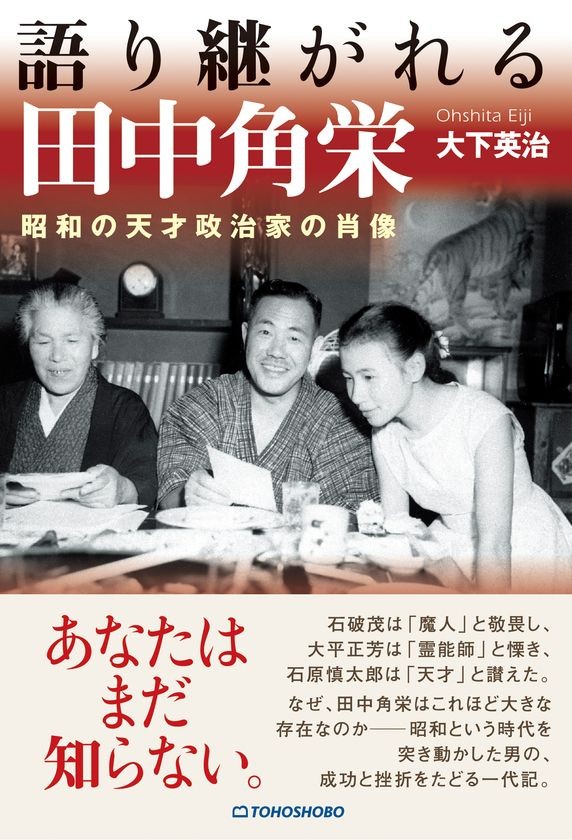 語り継がれる
田中角栄
Ohshita Eiji
大下英治
昭和の天才政治家の肖像
あなたは
まだ
知らない。
石破茂は「魔人」と敬畏し、
大平正芳は「霊能師」と慄き、
石原慎太郎は「天才」と讃えた。
なぜ、田中角栄はこれほど大きな
存在なのか――昭和という時代を
突き動かした男の、
成功と挫折をたどる一代記。
TOHOSHOBO